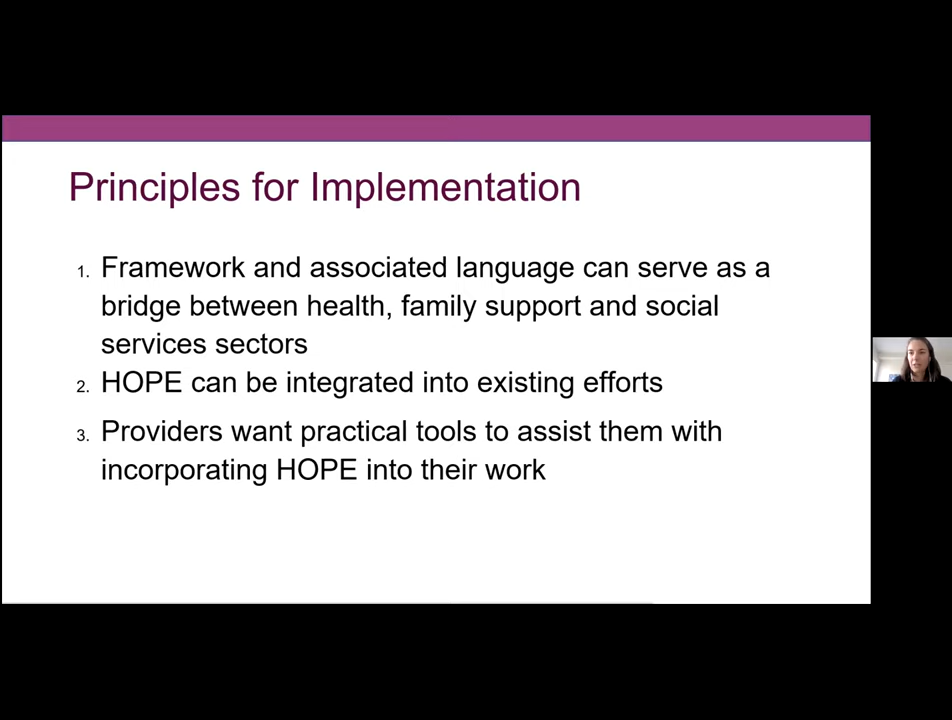 Principles for Implementation
1. Framework and associated language can serve as a
bridge between health, family support and social
services sectors
2. HOPE can be integrated into existing efforts
3. Providers want practical tools to assist them with
incorporating HOPE into their work